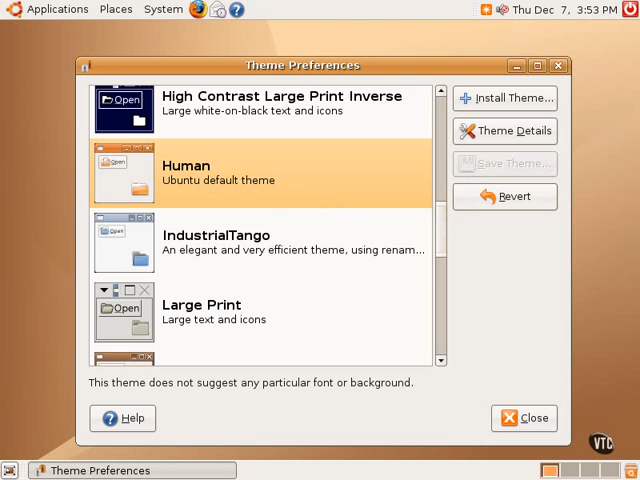 Applications Places System Thu Dec 7, 3:53 PM
Theme Preferences
Open
High Contrast Large Print Inverse
Large white-on-black text and icons
Install Theme...
Theme Details
Open
Human
Ubuntu default theme
Save Theme...
Revert
Open
IndustrialTango
An elegant and very efficient theme, using renam...
Open
Large Print
Large text and icons
This theme does not suggest any particular font or background.
Help
Close
VTC
Theme Preferences